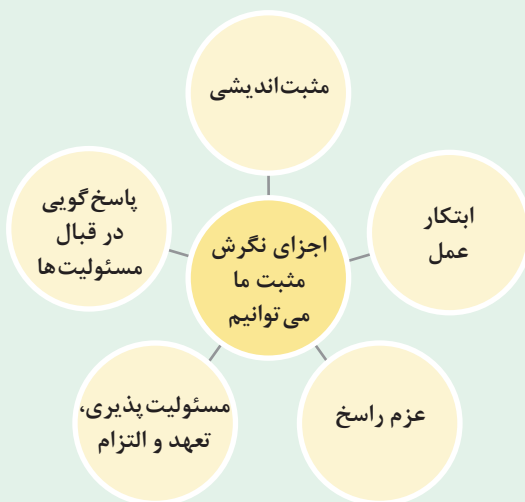 مثبت‌اندیشی
ابتکار
عمل
پاسخ‌گویی
در قبال
مسئولیت‌ها
اجزای نگرش
مثبت ما
می‌توانیم
عزم راسخ
مسئولیت‌پذیری،
تعهد و التزام